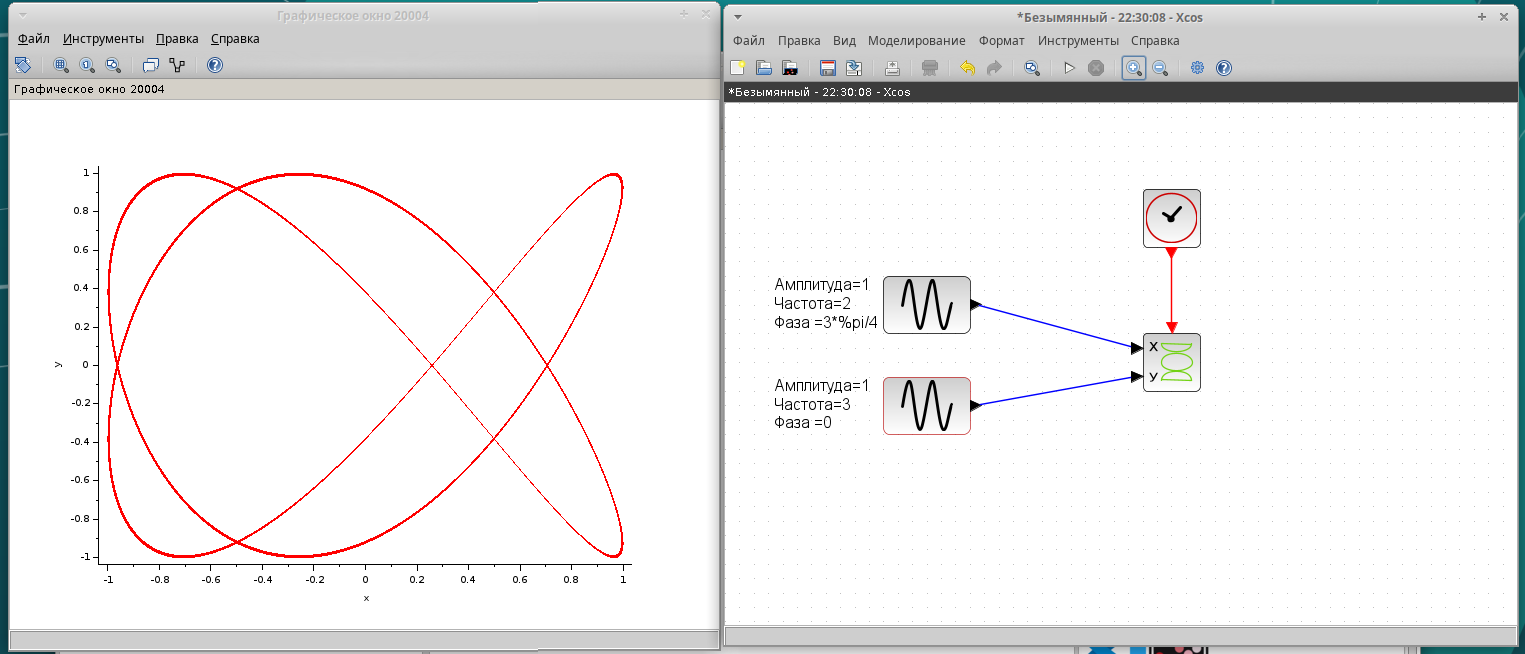 Графическое окно 20004
Файл Инструменты Правка Справка
Графическое окно 20004
1
0.8
0.6
0.4
0.2
0
-0.2
-0.4
-0.6
-0.8
-1
y
-1 -0.8 -0.6 -0.4 -0.2 0 0.2 0.4 0.6 0.8 1
x
*Безымянный - 22:30:08 - Xcos
Файл Правка Вид Моделирование Формат Инструменты Справка
*Безымянный - 22:30:08 - Xcos
Амплитуда=1
Частота=2
Фаза =3*%pi/4
Амплитуда=1
Частота=3
Фаза =0
X
У